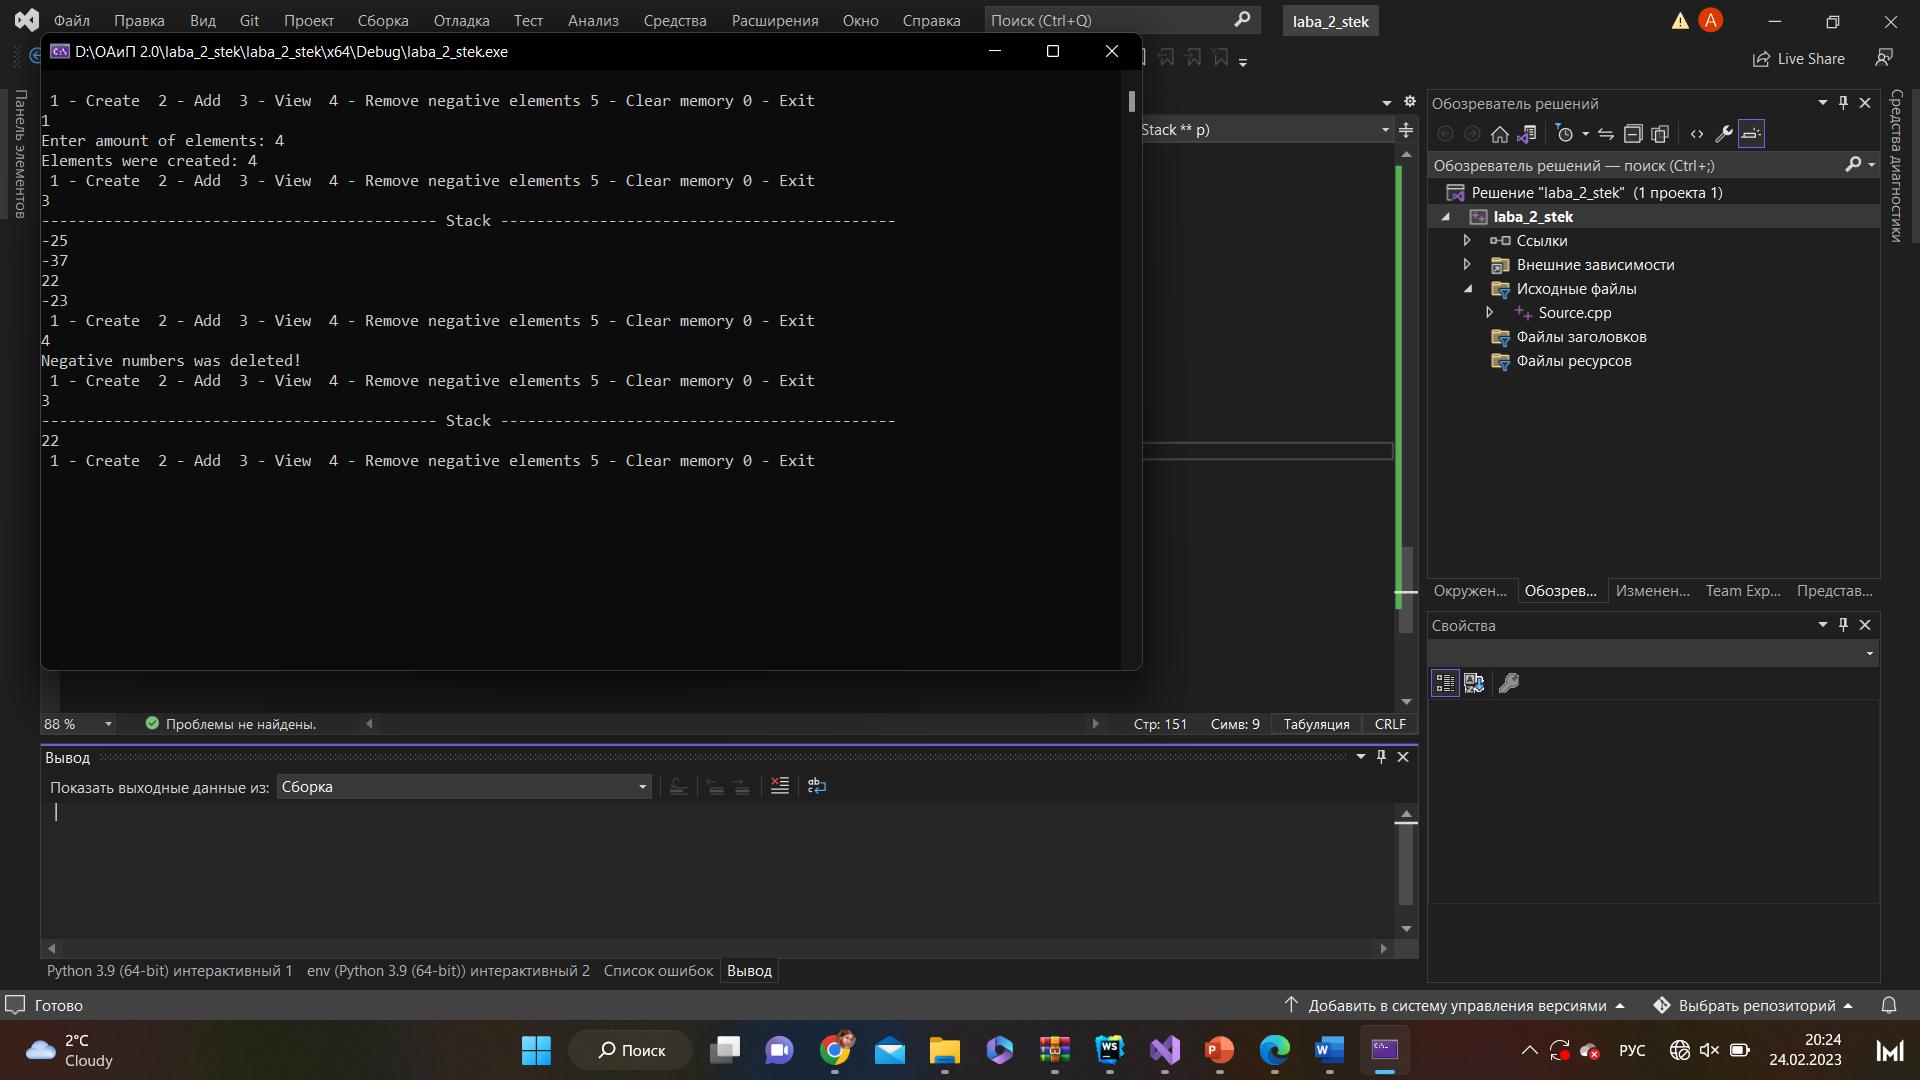 Файл Правка Вид Git Проект Сборка Отладка Тест Анализ Средства Расширения Окно Справка Поиск (Ctrl+Q) laba_2_stek A
D:\ОАиП 2.0\laba_2_stek\laba_2_stek\x64\Debug\laba_2_stek.exe
Live Share
Панель элементов
1 - Create 2 - Add 3 - View 4 - Remove negative elements 5 - Clear memory 0 - Exit
1
Enter amount of elements: 4
Elements were created: 4
1 - Create 2 - Add 3 - View 4 - Remove negative elements 5 - Clear memory 0 - Exit
3
-------------------------------------------- Stack --------------------------------------------
-25
-37
22
-23
1 - Create 2 - Add 3 - View 4 - Remove negative elements 5 - Clear memory 0 - Exit
4
Negative numbers was deleted!
1 - Create 2 - Add 3 - View 4 - Remove negative elements 5 - Clear memory 0 - Exit
3
-------------------------------------------- Stack --------------------------------------------
22
1 - Create 2 - Add 3 - View 4 - Remove negative elements 5 - Clear memory 0 - Exit
Stack ** p)
Обозреватель решений
Обозреватель решений — поиск (Ctrl+;)
Решение "laba_2_stek" (1 проекта 1)
laba_2_stek
Ссылки
Внешние зависимости
Исходные файлы
Source.cpp
Файлы заголовков
Файлы ресурсов
Средства диагностики
Окружен... Обозрев... Изменен... Team Exp... Представ...
Свойства
88 % Проблемы не найдены. Стр: 151 Симв: 9 Табуляция CRLF
Вывод
Показать выходные данные из: Сборка
Python 3.9 (64-bit) интерактивный 1 env (Python 3.9 (64-bit)) интерактивный 2 Список ошибок Вывод
Готово Добавить в систему управления версиями Выбрать репозиторий
2°C
Cloudy
Поиск
WS
РУС
20:24
24.02.2023